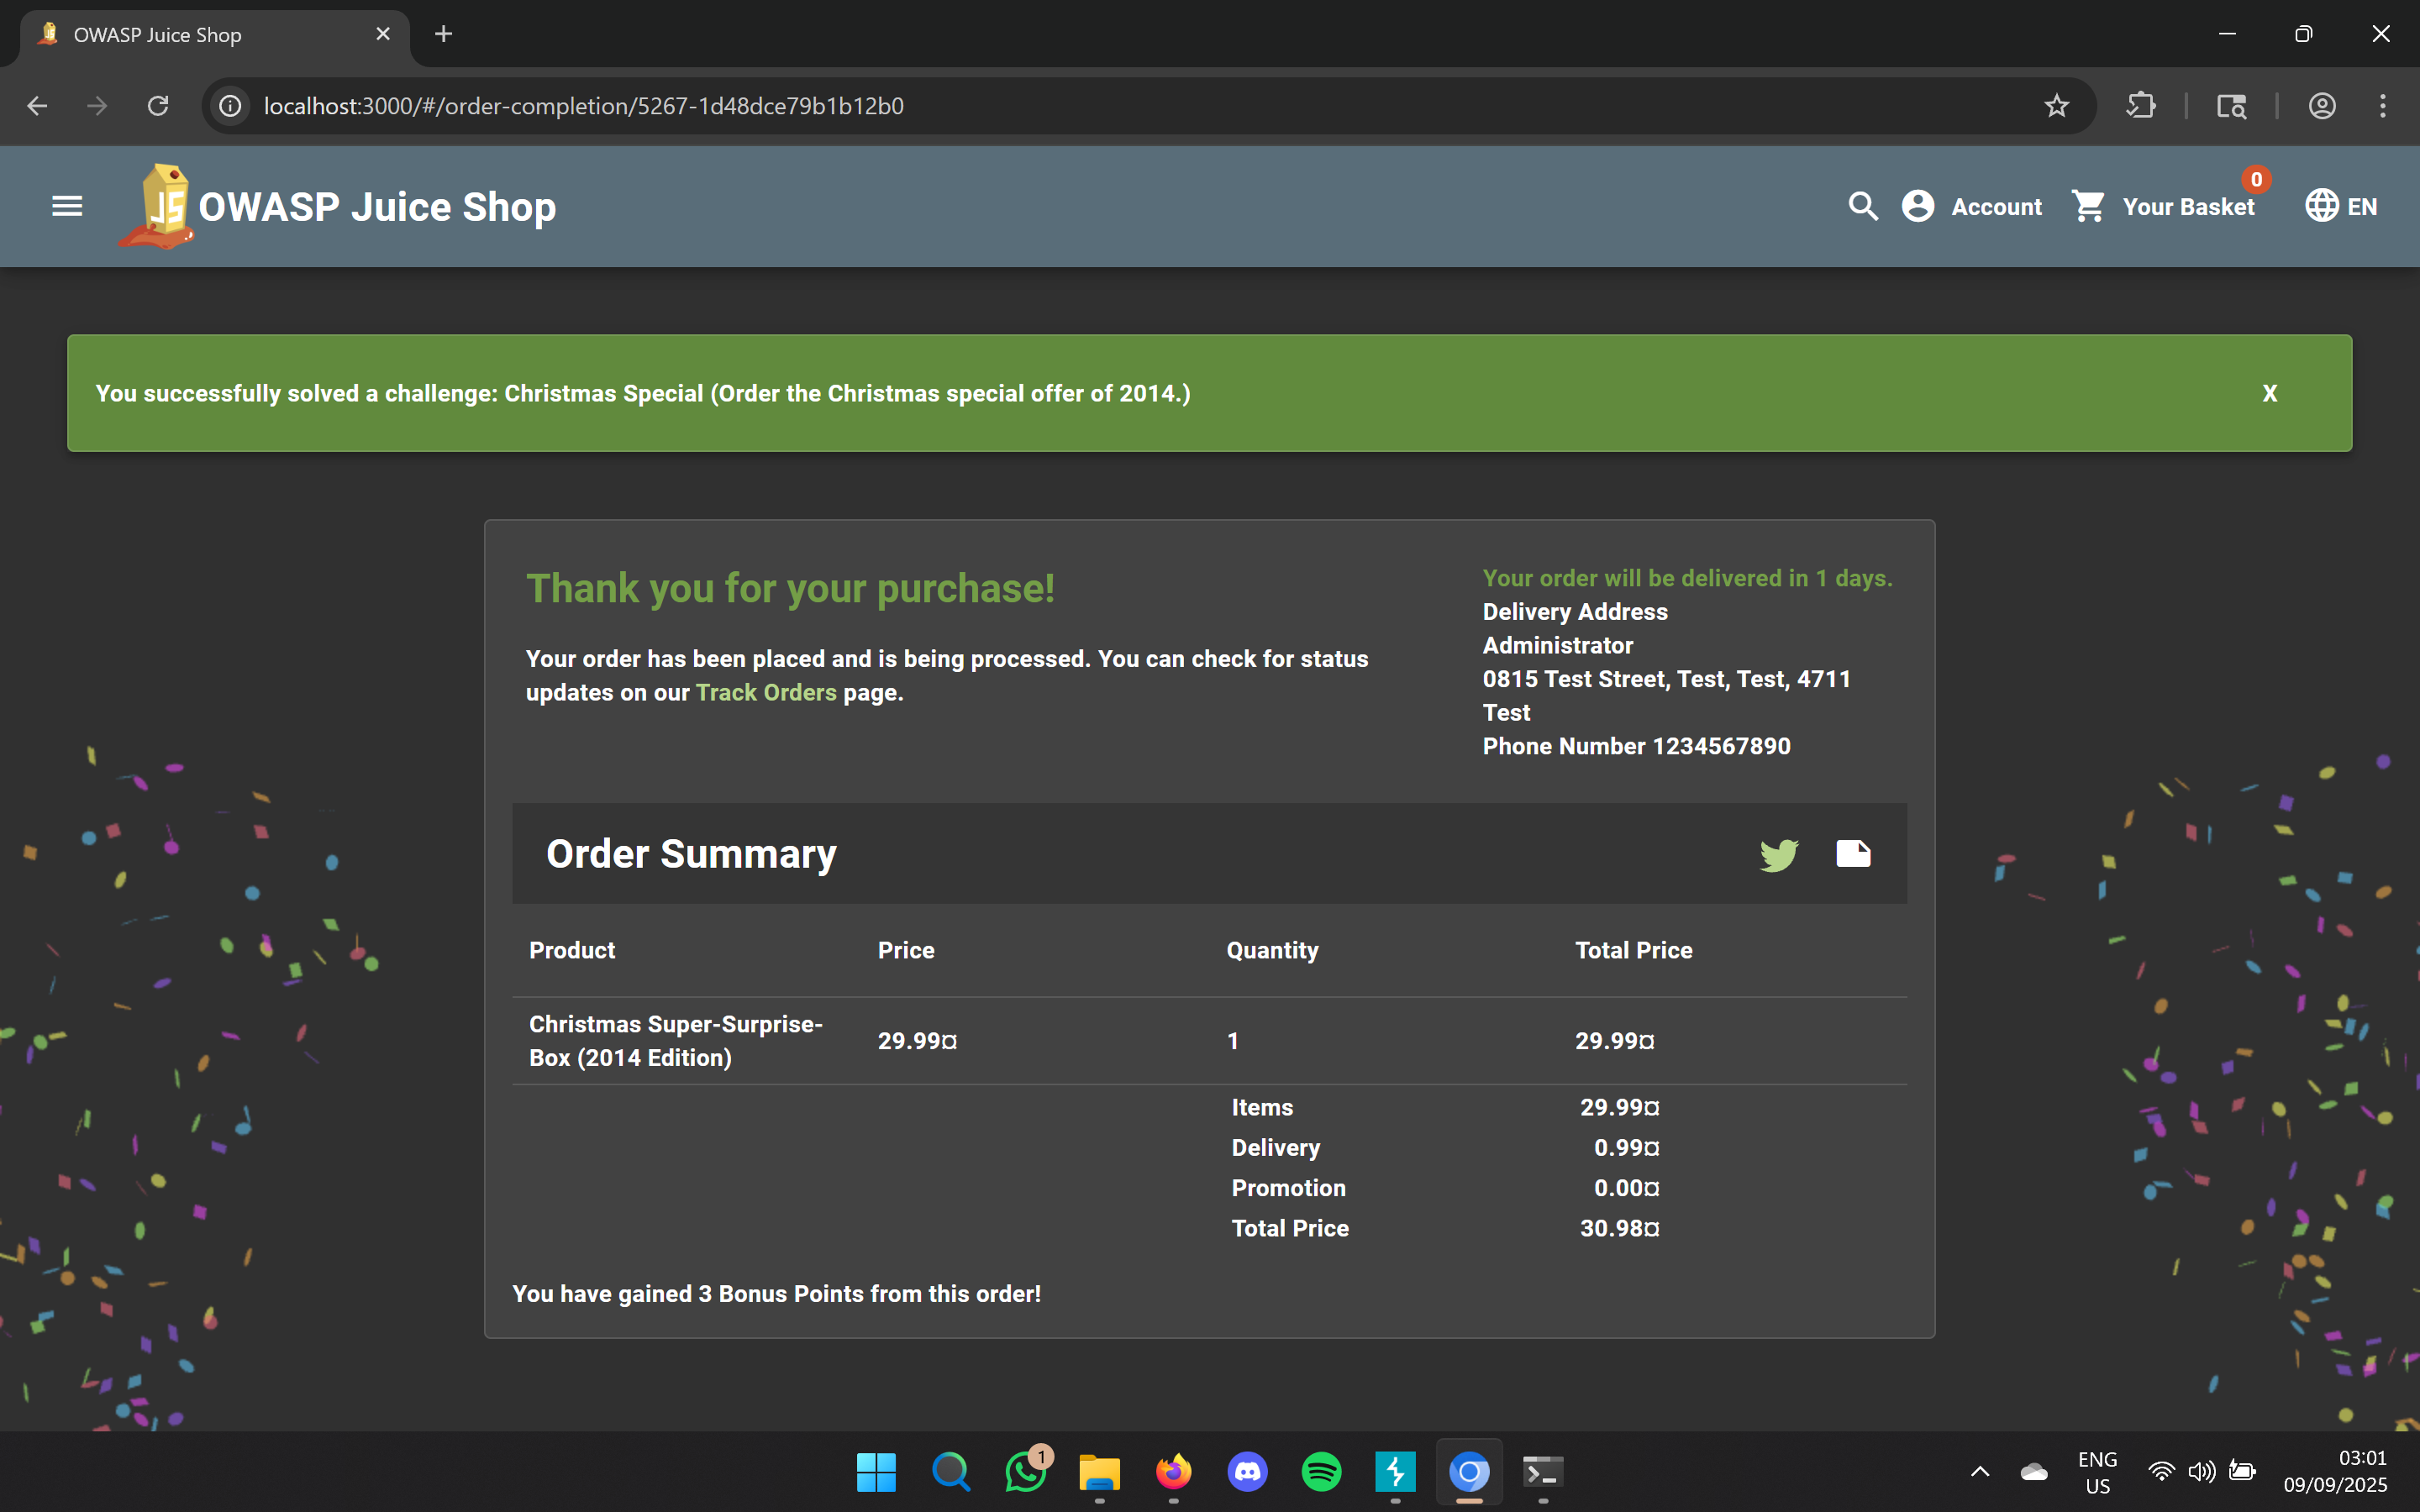 OWASP Juice Shop
localhost:3000/#/order-completion/5267-1d48dce79b1b12b0
JS OWASP Juice Shop
Account
Your Basket
0
EN
You successfully solved a challenge: Christmas Special (Order the Christmas special offer of 2014.)
X
Thank you for your purchase!
Your order has been placed and is being processed. You can check for status
updates on our Track Orders page.
Your order will be delivered in 1 days.
Delivery Address
Administrator
0815 Test Street, Test, Test, 4711
Test
Phone Number 1234567890
Order Summary
Product Price Quantity Total Price
Christmas Super-Surprise-
Box (2014 Edition)
29.99¤ 1 29.99¤
Items 29.99¤
Delivery 0.99¤
Promotion 0.00¤
Total Price 30.98¤
You have gained 3 Bonus Points from this order!
1
ENG
US
03:01
09/09/2025